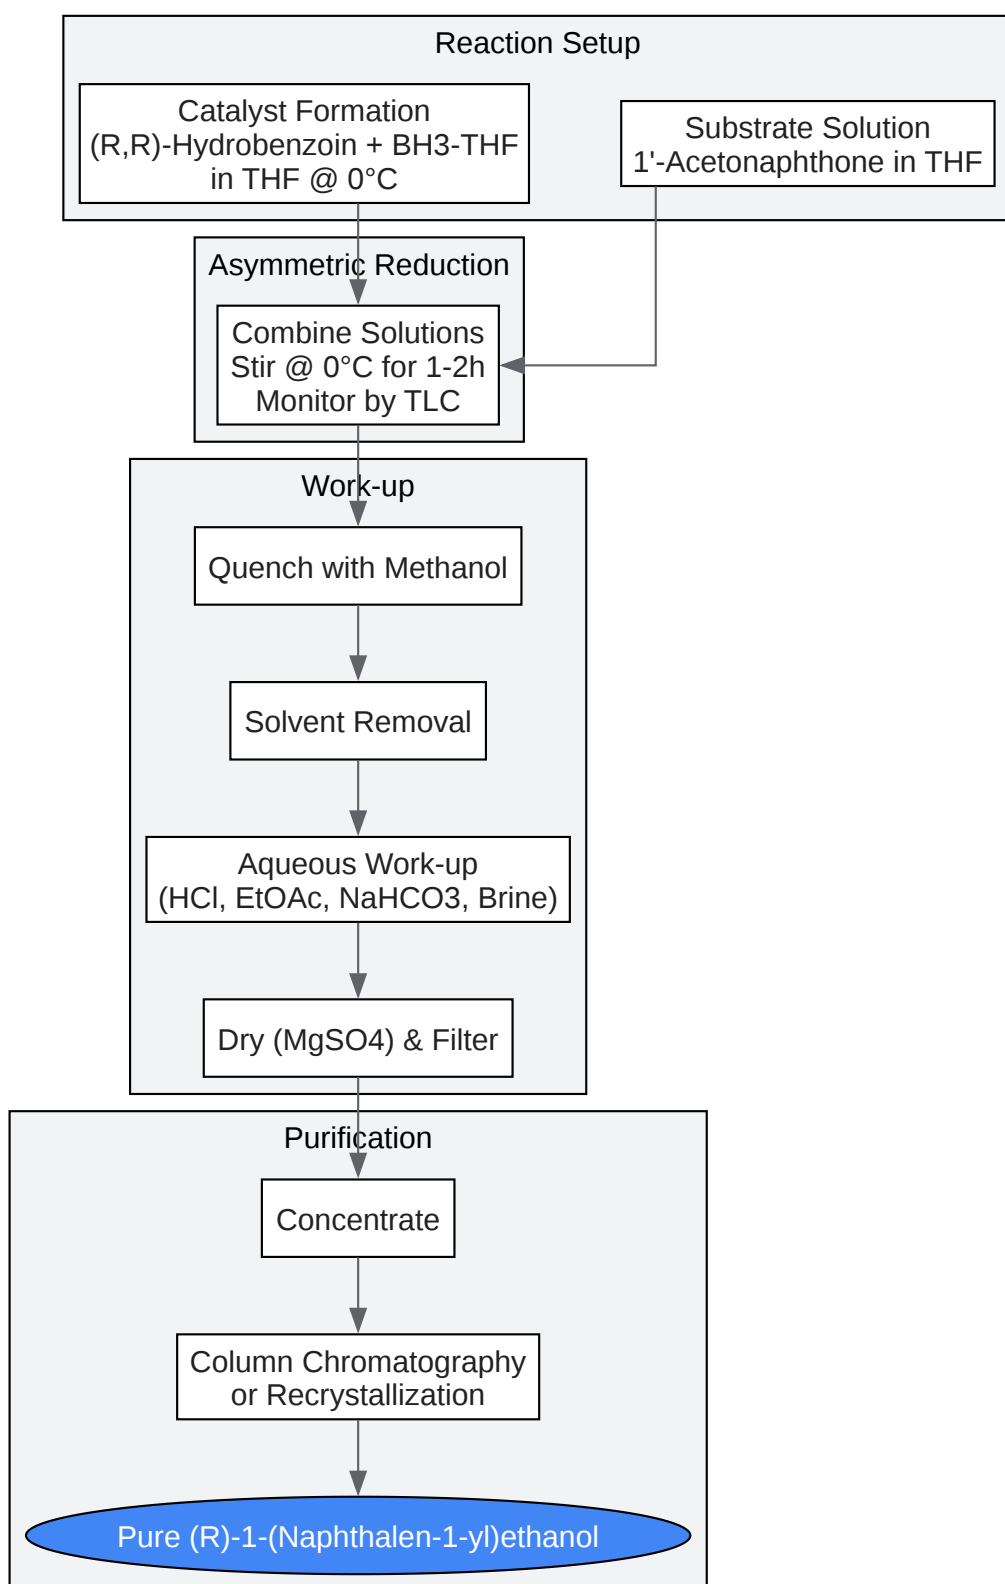 Reaction Setup
Catalyst Formation
(R,R)-Hydrobenzoin + BH3-THF
in THF @ 0°C
Substrate Solution
1'-Acetonaphthone in THF
Asymmetric Reduction
Combine Solutions
Stir @ 0°C for 1-2h
Monitor by TLC
Work-up
Quench with Methanol
Solvent Removal
Aqueous Work-up
(HCl, EtOAc, NaHCO3, Brine)
Dry (MgSO4) & Filter
Purification
Concentrate
Column Chromatography
or Recrystallization
Pure (R)-1-(Naphthalen-1-yl)ethanol